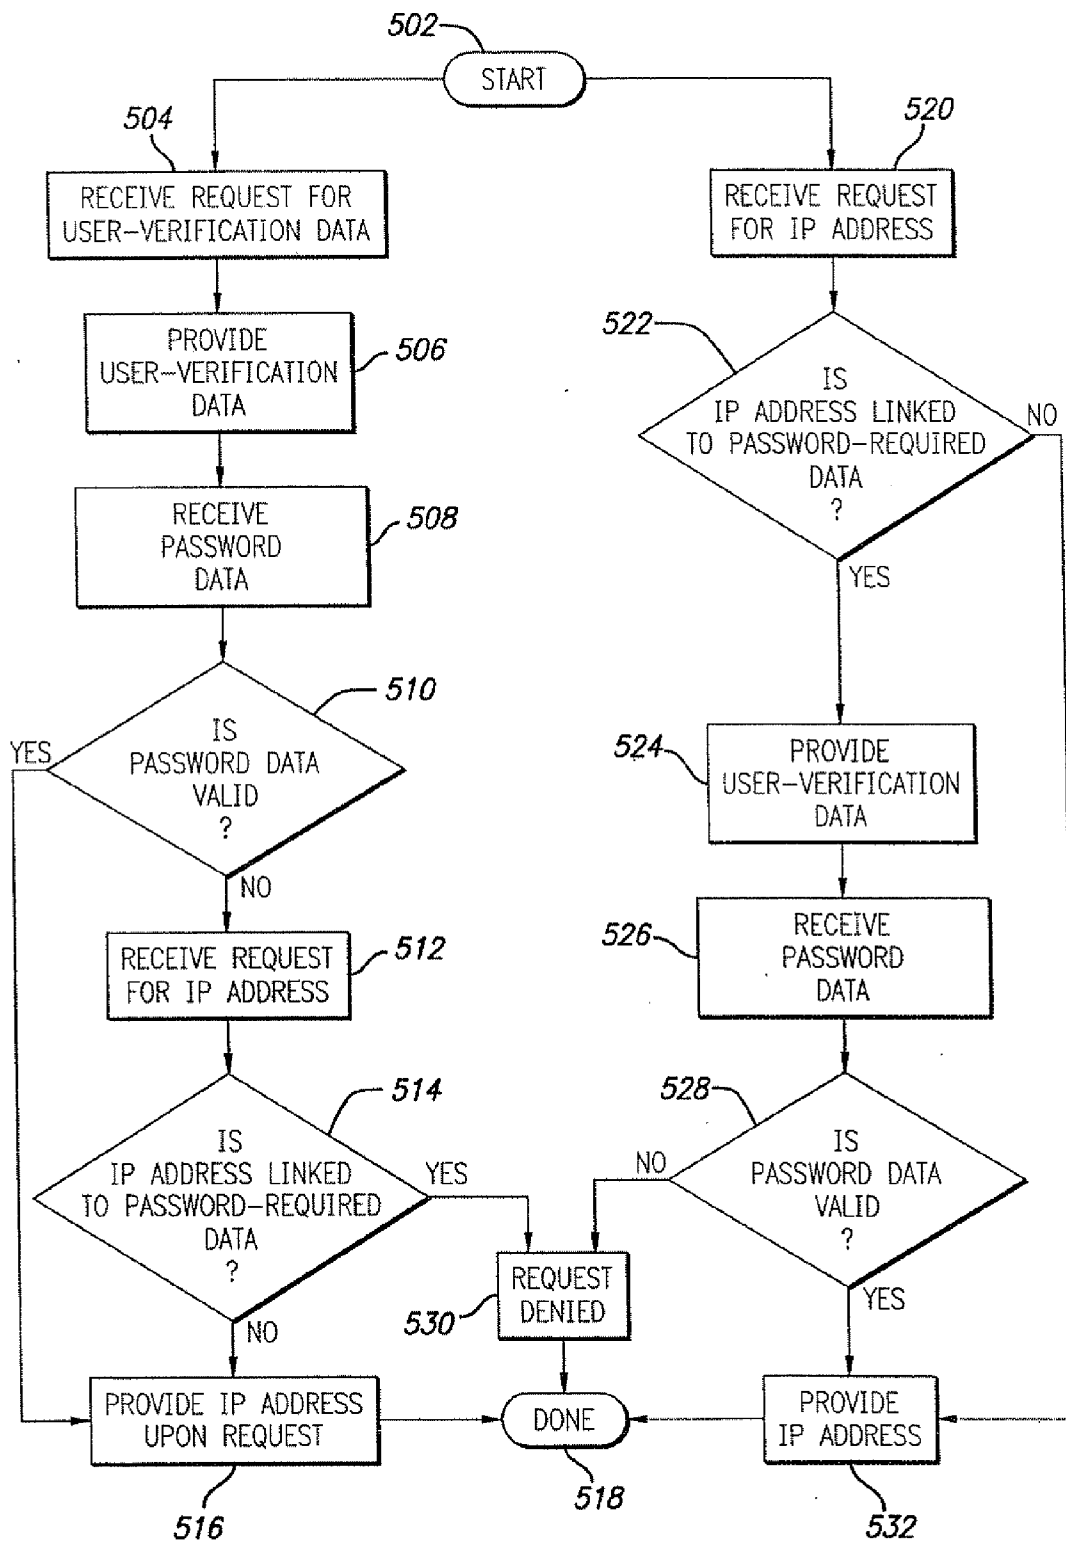 502
START
504
RECEIVE REQUEST FOR
USER-VERIFICATION DATA
PROVIDE
USER-VERIFICATION
DATA
506
RECEIVE
PASSWORD
DATA
508
510
IS
PASSWORD DATA
VALID
?
YES
NO
RECEIVE REQUEST
FOR IP ADDRESS
512
514
IS
IP ADDRESS LINKED
TO PASSWORD-REQUIRED
DATA
?
YES
NO
PROVIDE IP ADDRESS
UPON REQUEST
516
520
RECEIVE REQUEST
FOR IP ADDRESS
522
IS
IP ADDRESS LINKED
TO PASSWORD-REQUIRED
DATA
?
NO
YES
524
PROVIDE
USER-VERIFICATION
DATA
526
RECEIVE
PASSWORD
DATA
528
IS
PASSWORD DATA
VALID
?
NO
YES
REQUEST
DENIED
530
DONE
518
PROVIDE
IP ADDRESS
532